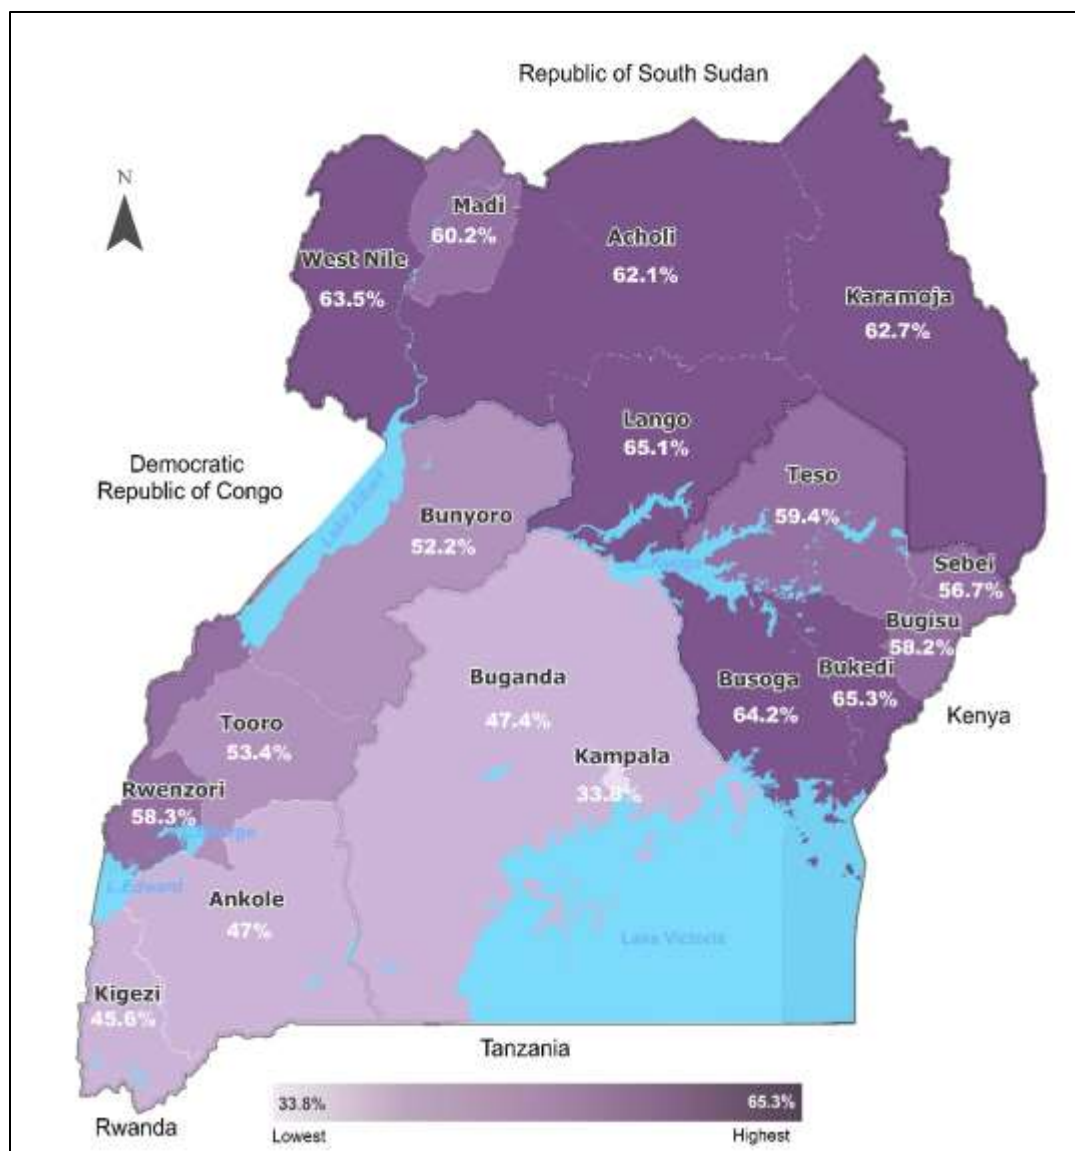 Republic of South Sudan
N
Madi
60.2%
Acholi
62.1%
West Nile
63.5%
Karamoja
62.7%
Lango
65.1%
Democratic
Republic of Congo
Teso
59.4%
Bunyoro
52.2%
Lake Albert
Sebei
56.7%
Bugisu
58.2%
Buganda
47.4%
Busoga
64.2%
Bukedi
65.3%
Kenya
Tooro
53.4%
Kampala
33.8%
Rwenzori
58.3%
L.Edward
Ankole
47%
Lake Victoria
Kigezi
45.6%
Tanzania
Rwanda
33.8%
65.3%
Lowest
Highest